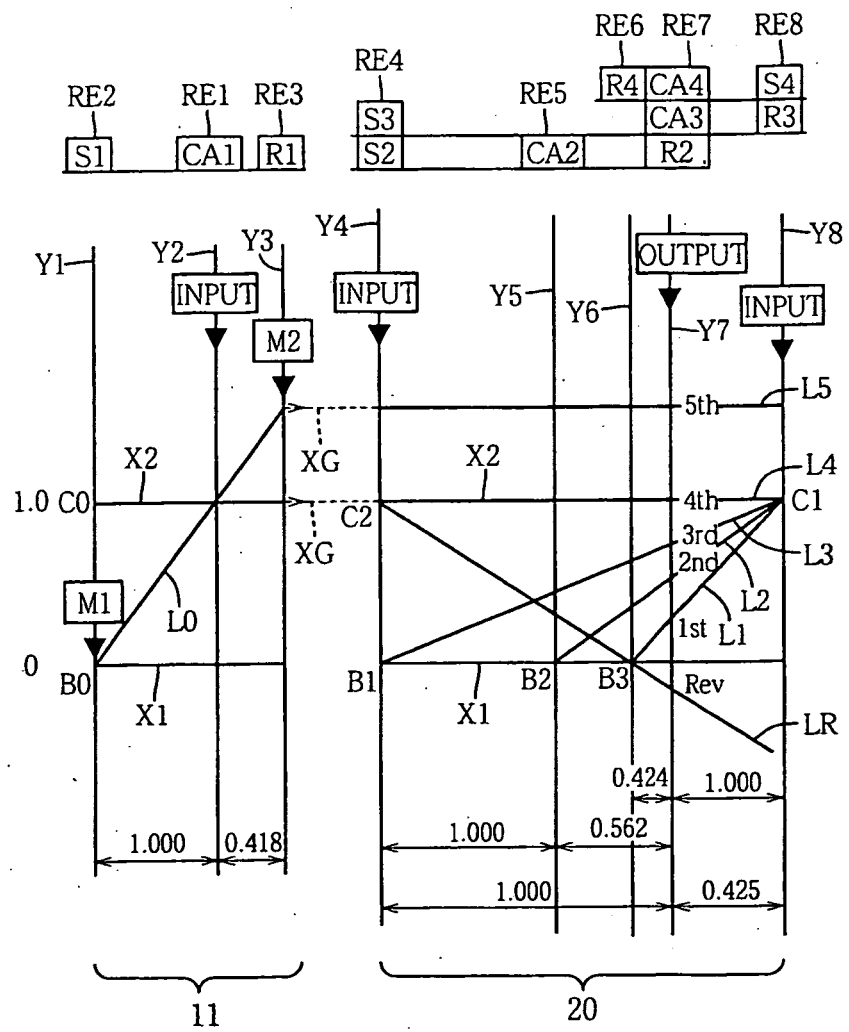 RE6 RE7 RE8
RE4
RE2 RE1 RE3 RE5
R4 CA4 S4
S3 CA3 R3
S1 CA1 R1 S2 CA2 R2
Y1 Y2 Y3 Y4 Y5 Y6 Y7 Y8
INPUT INPUT OUTPUT INPUT
M2
5th L5
XG
X2 X2 4th L4
1.0 C0 C2 C1
XG 3rd L3
2nd L2
M1 L0 1st L1
0 B0 B1 B2 B3 Rev
X1 X1 LR
0.424 1.000
1.000 0.418 1.000 0.562
1.000 0.425
11 20